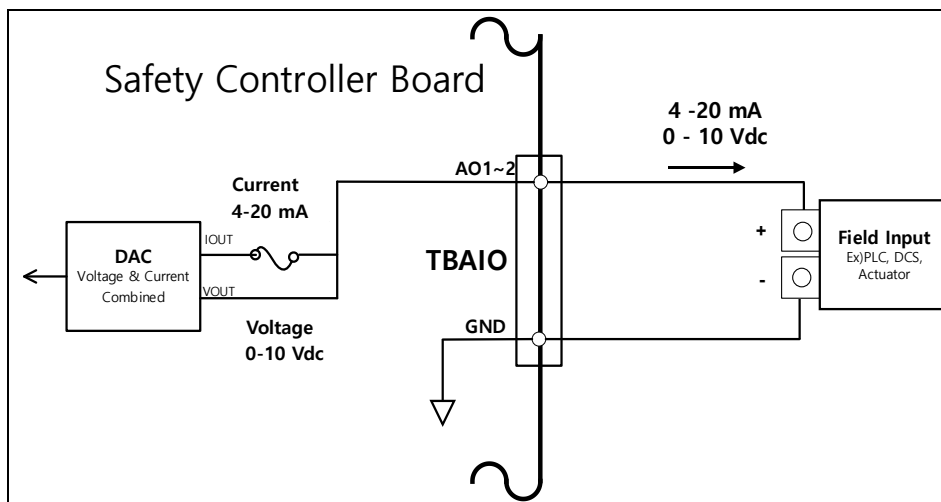 Safety Controller Board
4 -20 mA
0 - 10 Vdc
AO1~2
Current
4-20 mA
IOUT
DAC
Voltage & Current
Combined
VOUT
Voltage
0-10 Vdc
TBAIO
GND
+
-
Field Input
Ex)PLC, DCS,
Actuator